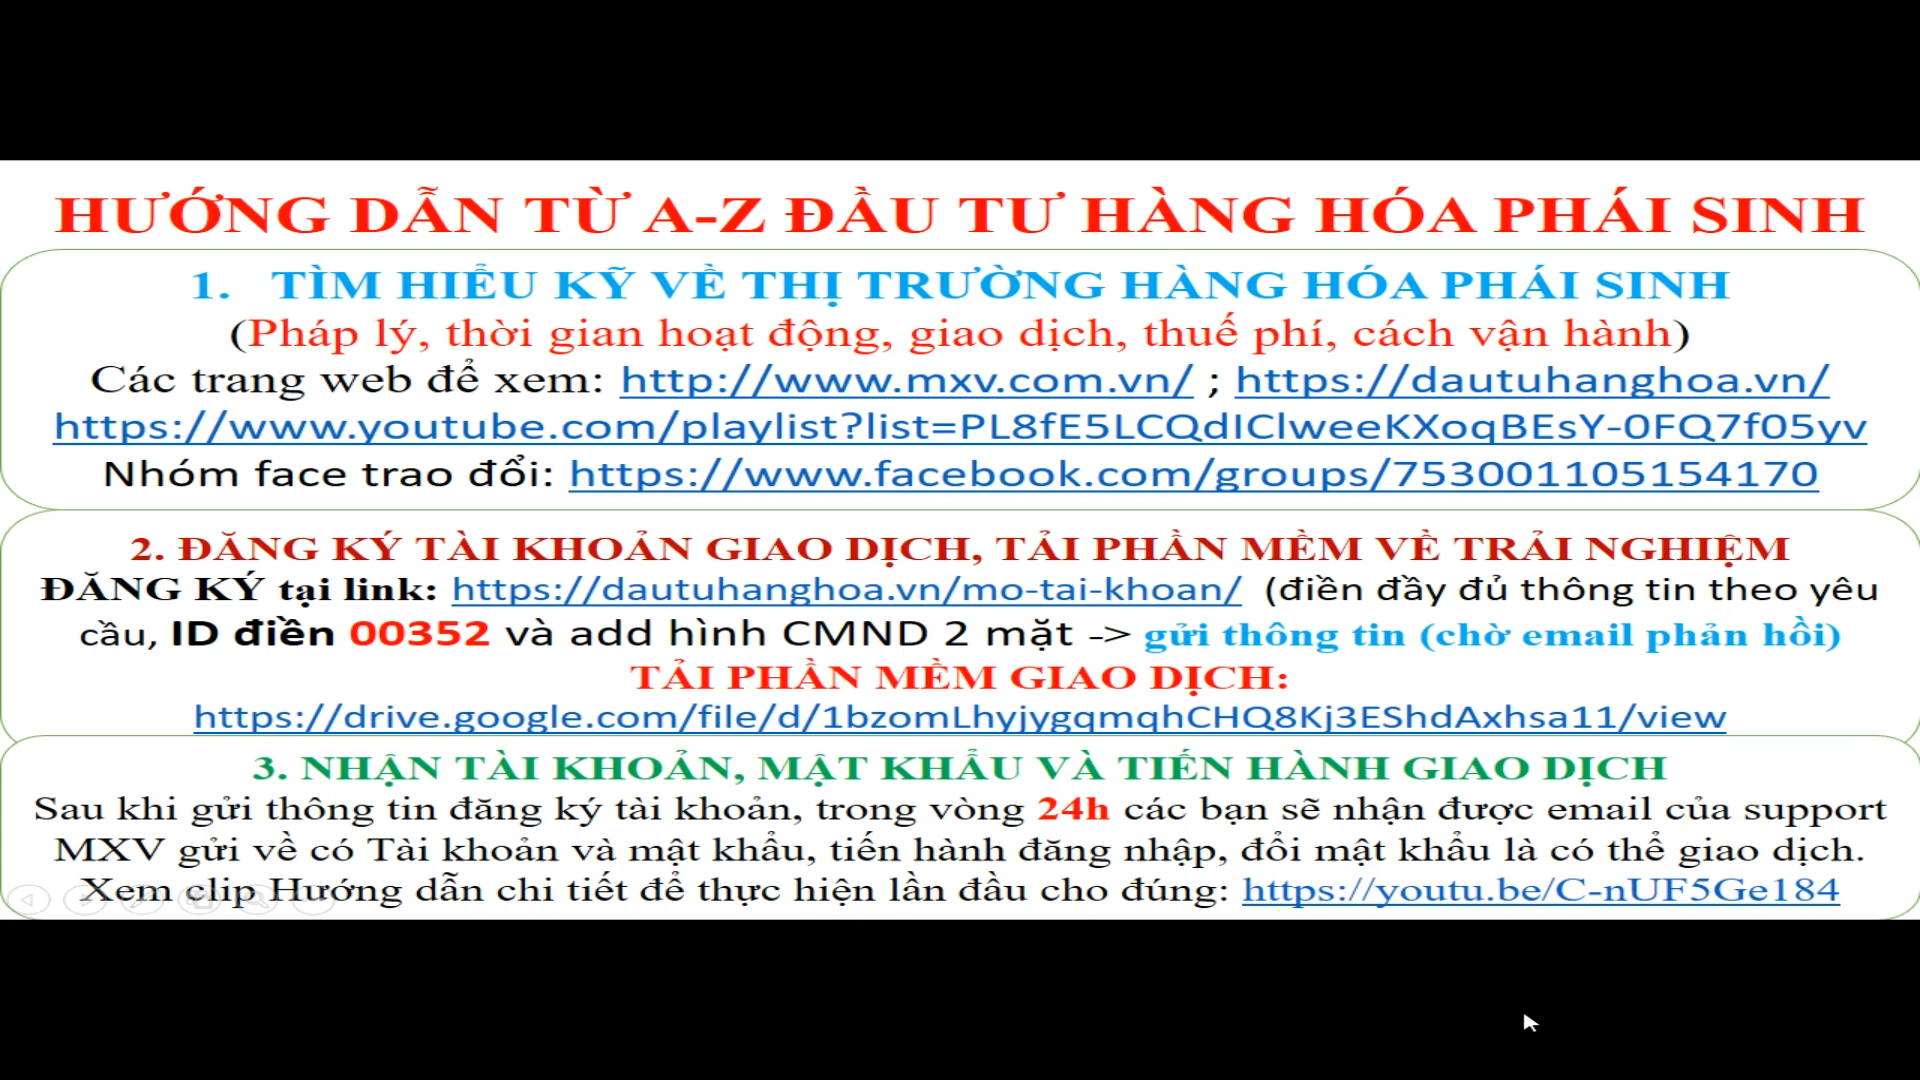 HƯỚNG DẪN TỪ A-Z ĐẦU TƯ HÀNG HÓA PHÁI SINH
1. TÌM HIỂU KỸ VỀ THỊ TRƯỜNG HÀNG HÓA PHÁI SINH
(Pháp lý, thời gian hoạt động, giao dịch, thuế phí, cách vận hành)
Các trang web để xem: http://www.mxv.com.vn/ ; https://dautuhanghoa.vn/
https://www.youtube.com/playlist?list=PL8fE5LCQdIClweeKXoqBEsY-0FQ7f05yv
Nhóm face trao đổi: https://www.facebook.com/groups/753001105154170
2. ĐĂNG KÝ TÀI KHOẢN GIAO DỊCH, TẢI PHẦN MỀM VỀ TRẢI NGHIỆM
ĐĂNG KÝ tại link: https://dautuhanghoa.vn/mo-tai-khoan/ (điền đầy đủ thông tin theo yêu
cầu, ID điền 00352 và add hình CMND 2 mặt -> gửi thông tin (chờ email phản hồi)
TẢI PHẦN MỀM GIAO DỊCH:
https://drive.google.com/file/d/1bzomLhyjygqmqhCHQ8Kj3EShdAxhsa11/view
3. NHẬN TÀI KHOẢN, MẬT KHẨU VÀ TIẾN HÀNH GIAO DỊCH
Sau khi gửi thông tin đăng ký tài khoản, trong vòng 24h các bạn sẽ nhận được email của support
MXV gửi về có Tài khoản và mật khẩu, tiến hành đăng nhập, đổi mật khẩu là có thể giao dịch.
Xem clip Hướng dẫn chi tiết để thực hiện lần đầu cho đúng: https://youtu.be/C-nUF5Ge184